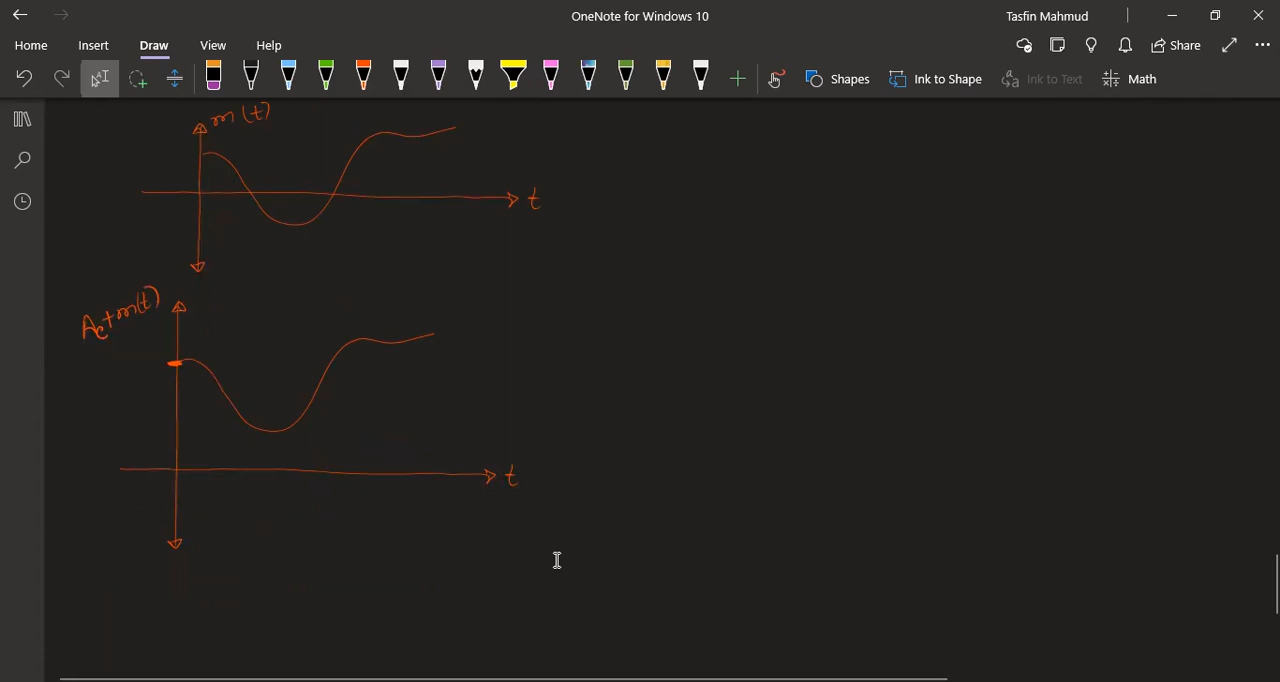 OneNote for Windows 10
Tasfin Mahmud
Home Insert Draw View Help
Share
Shapes
Ink to Shape
Ink to Text
Math
m(t)
t
Ac+m(t)
t